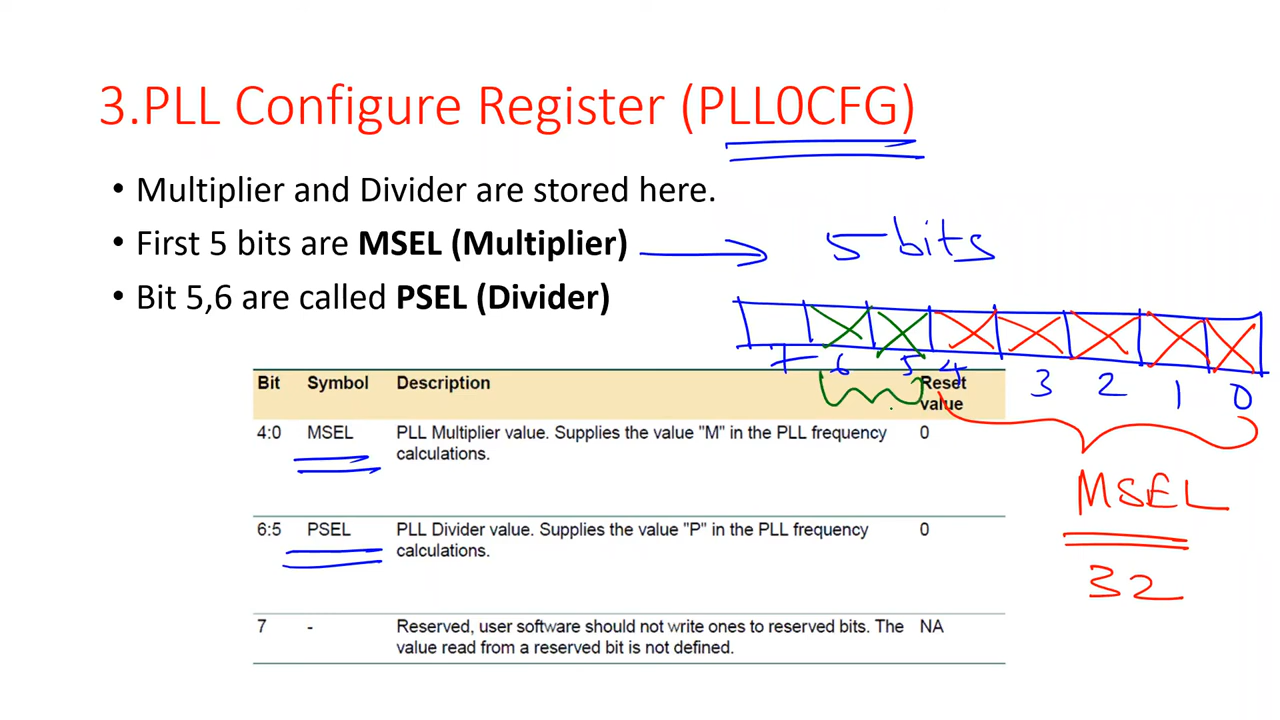 3.PLL Configure Register (PLL0CFG)
• Multiplier and Divider are stored here.
• First 5 bits are MSEL (Multiplier)
5 bits
• Bit 5,6 are called PSEL (Divider)
7 6 5 4 3 2 1 0
Bit Symbol Description Reset value
4:0 MSEL PLL Multiplier value. Supplies the value "M" in the PLL frequency 0
calculations.
MSEL
32
6:5 PSEL PLL Divider value. Supplies the value "P" in the PLL frequency 0
calculations.
7 - Reserved, user software should not write ones to reserved bits. The NA
value read from a reserved bit is not defined.